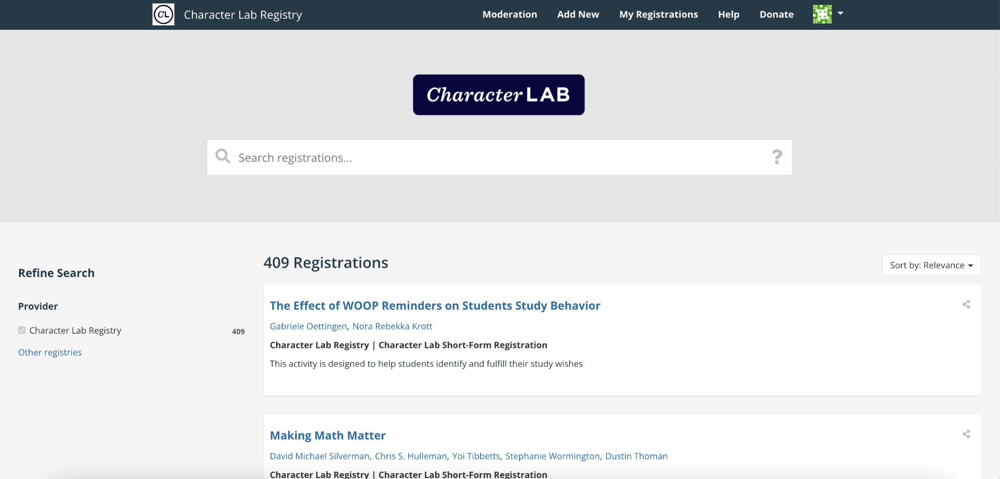 CL Character Lab Registry Moderation Add New My Registrations Help Donate
Character LAB
Search registrations... ?
409 Registrations
Sort by: Relevance
Refine Search
Provider
Character Lab Registry 409
Other registries
The Effect of WOOP Reminders on Students Study Behavior
Gabriele Oettingen, Nora Rebekka Krott
Character Lab Registry | Character Lab Short-Form Registration
This activity is designed to help students identify and fulfill their study wishes
Making Math Matter
David Michael Silverman, Chris S. Hulleman, Yoi Tibbetts, Stephanie Wormington, Dustin Thoman
Character Lab Registry | Character Lab Short-Form Registration